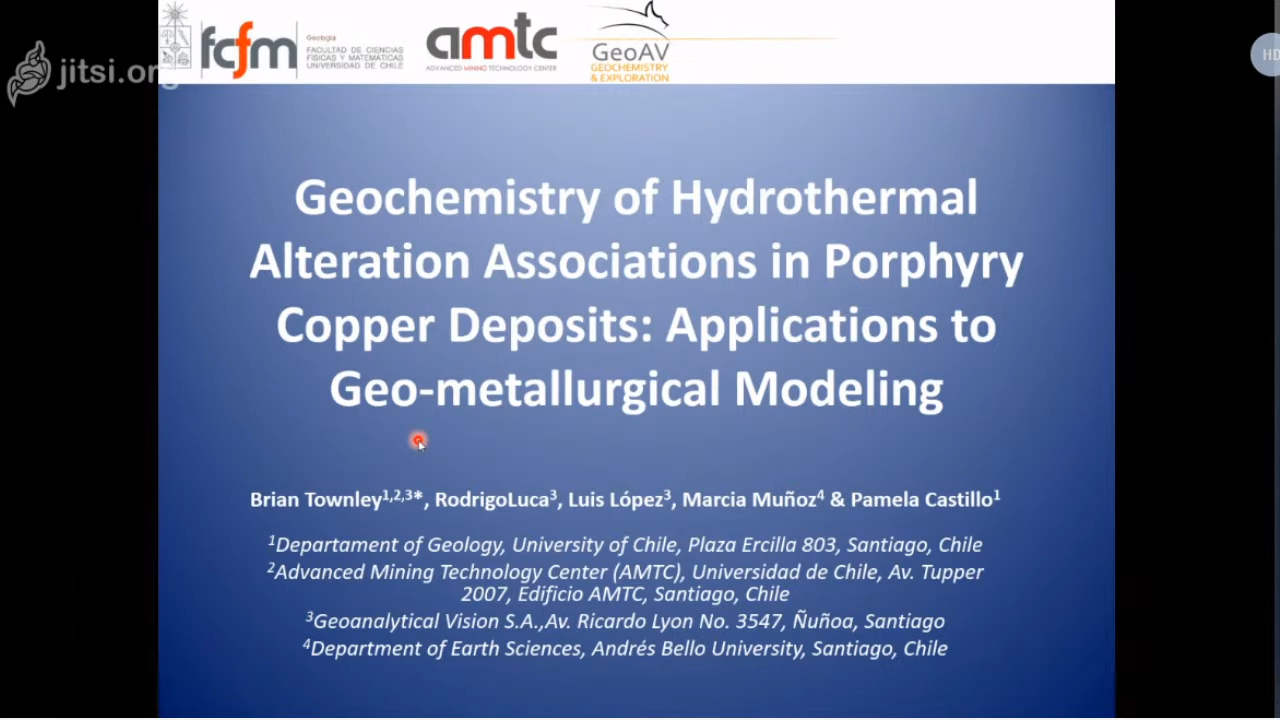 jitsi.org
fcfm
Geología
FACULTAD DE CIENCIAS
FÍSICAS Y MATEMÁTICAS
UNIVERSIDAD DE CHILE
amtc
ADVANCED MINING TECHNOLOGY CENTER
GeoAV
GEOCHEMISTRY
& EXPLORATION
HD
Geochemistry of Hydrothermal
Alteration Associations in Porphyry
Copper Deposits: Applications to
Geo-metallurgical Modeling
Brian Townley1,2,3*, RodrigoLuca3, Luis López3, Marcia Muñoz4 & Pamela Castillo1
1Departament of Geology, University of Chile, Plaza Ercilla 803, Santiago, Chile
2Advanced Mining Technology Center (AMTC), Universidad de Chile, Av. Tupper
2007, Edificio AMTC, Santiago, Chile
3Geoanalytical Vision S.A.,Av. Ricardo Lyon No. 3547, Ñuñoa, Santiago
4Department of Earth Sciences, Andrés Bello University, Santiago, Chile